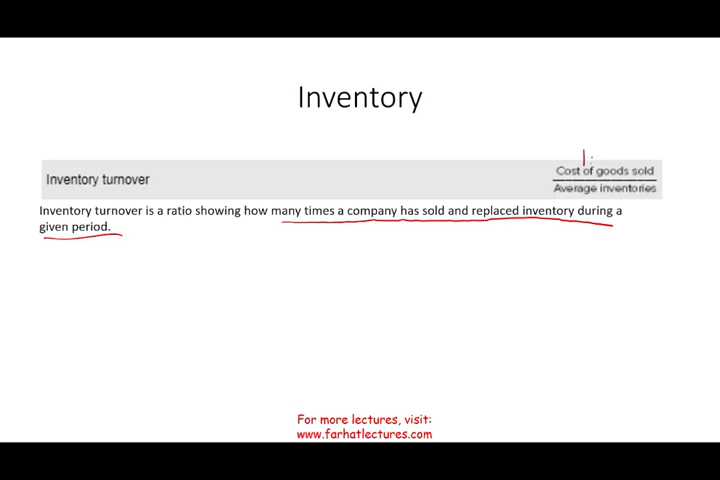 Inventory
Inventory turnover
Cost of goods sold
Average inventories
Inventory turnover is a ratio showing how many times a company has sold and replaced inventory during a
given period.
For more lectures, visit:
www.farhatlectures.com